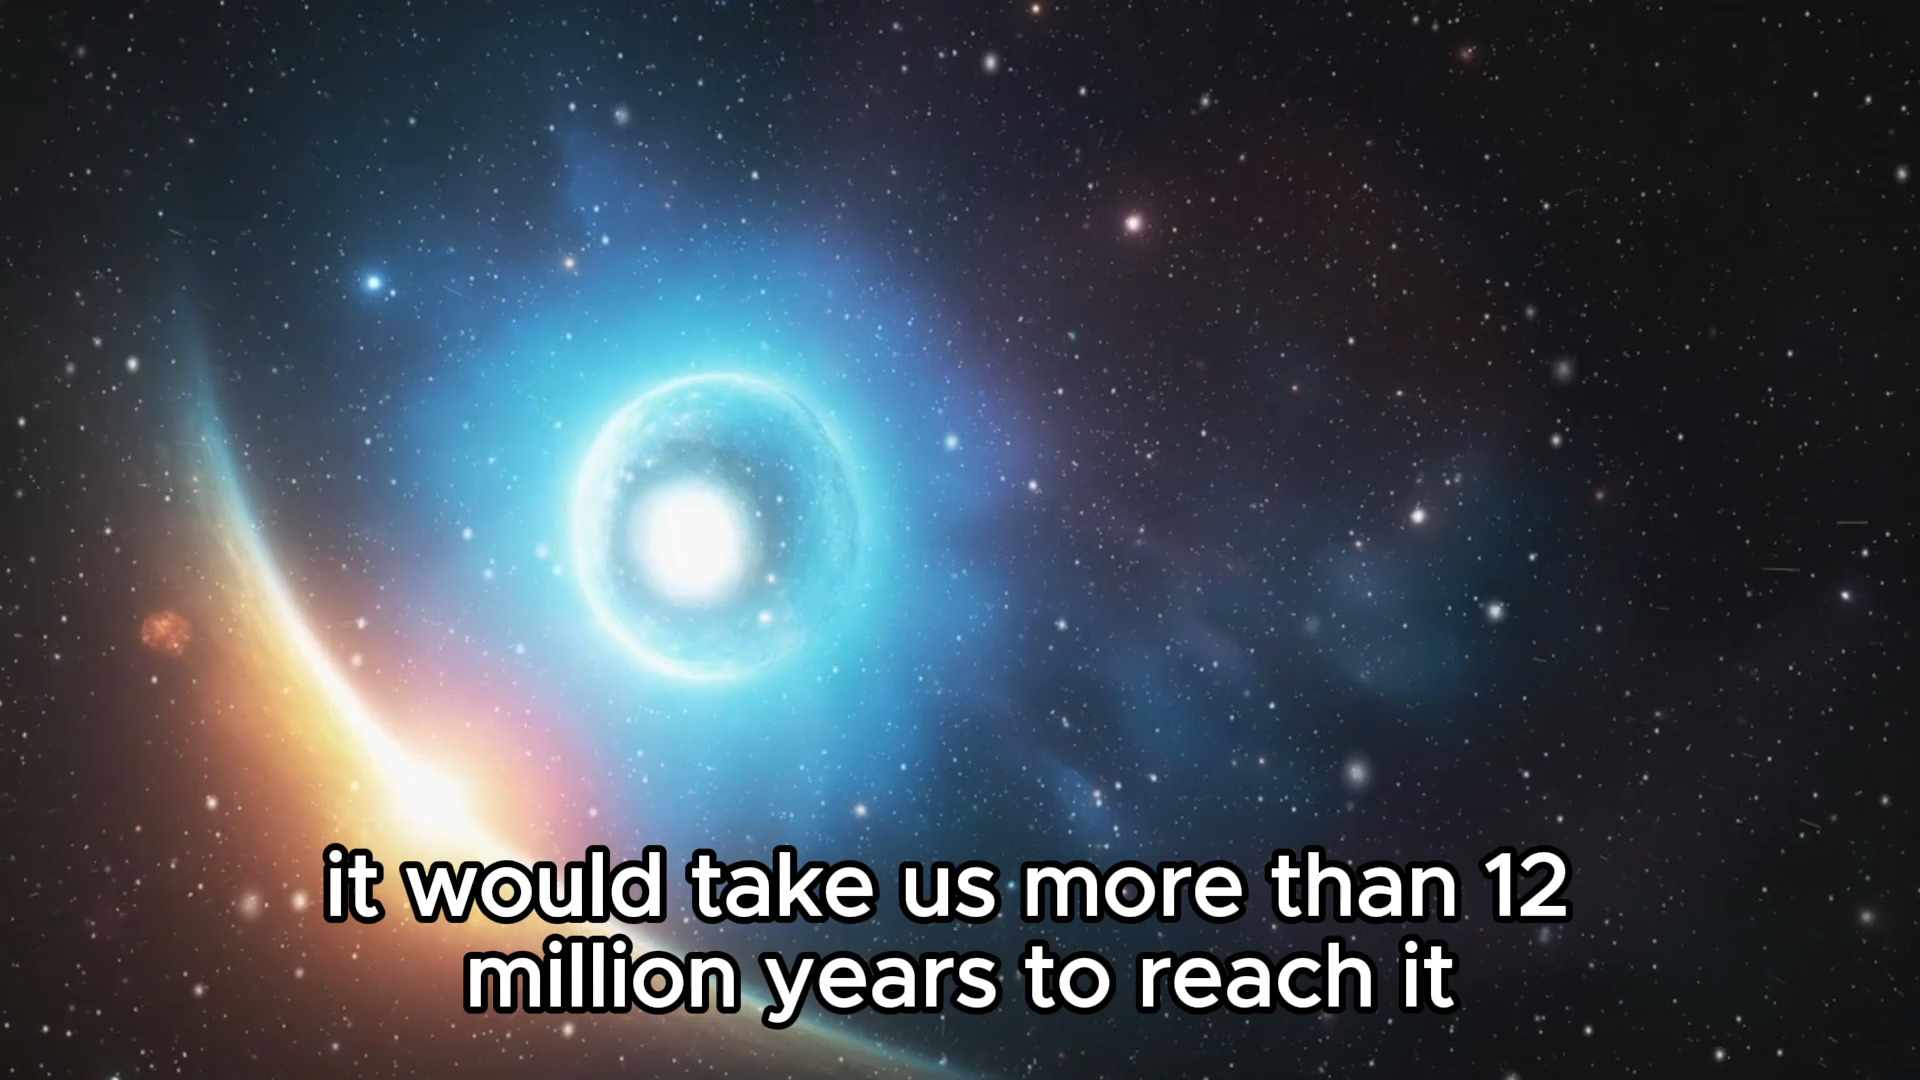 it would take us more than 12
million years to reach it